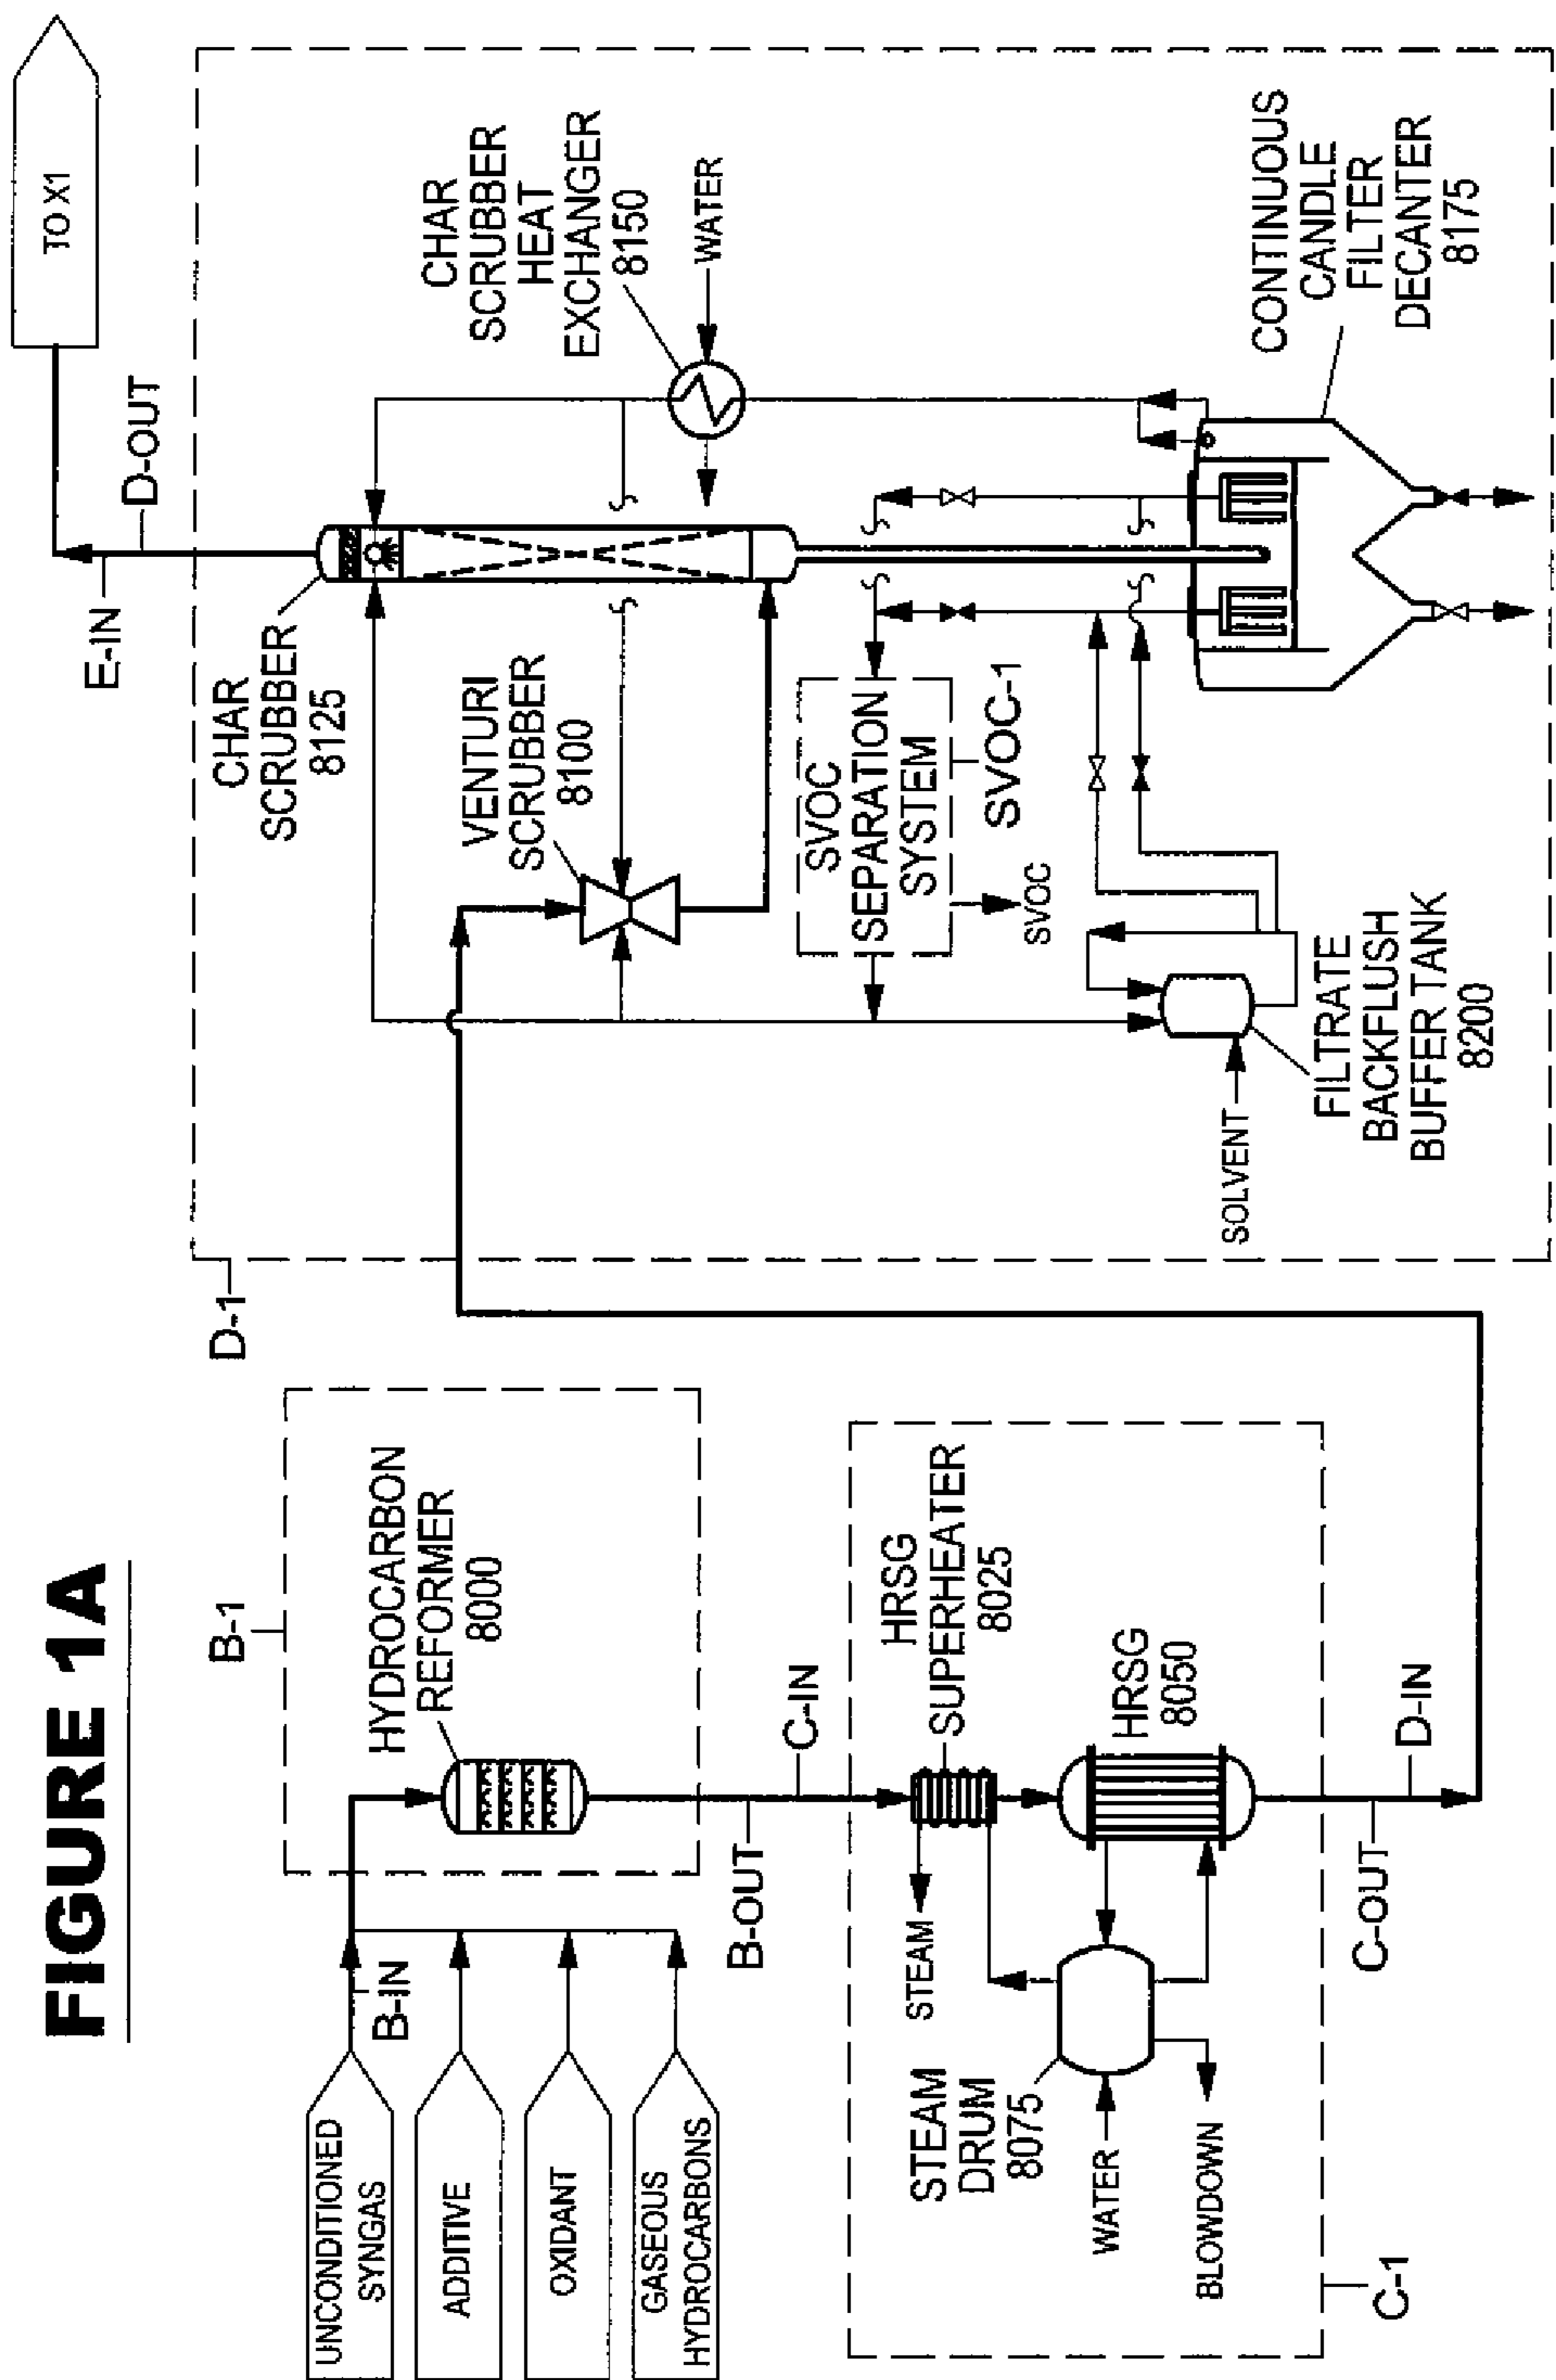 FIGURE 1A
UNCONDITIONED
SYNGAS
B-IN
ADDITIVE
OXIDANT
GASEOUS
HYDROCARBONS
B-1
HYDROCARBON
REFORMER
8000
B-OUT
C-IN
HRSG
SUPERHEATER
8025
STEAM
HRSG
8050
STEAM
DRUM
8075
WATER
BLOWDOWN
C-1
C-OUT
D-IN
D-1
TO X1
E-IN
D-OUT
CHAR
SCRUBBER
8125
VENTURI
SCRUBBER
8100
CHAR
SCRUBBER
HEAT
EXCHANGER
8150
WATER
SVOC
SEPARATION
SYSTEM
SVOC-1
SVOC
SOLVENT
FILTRATE
BACKFLUSH
BUFFER TANK
8200
CONTINUOUS
CANDLE
FILTER
DECANTER
8175